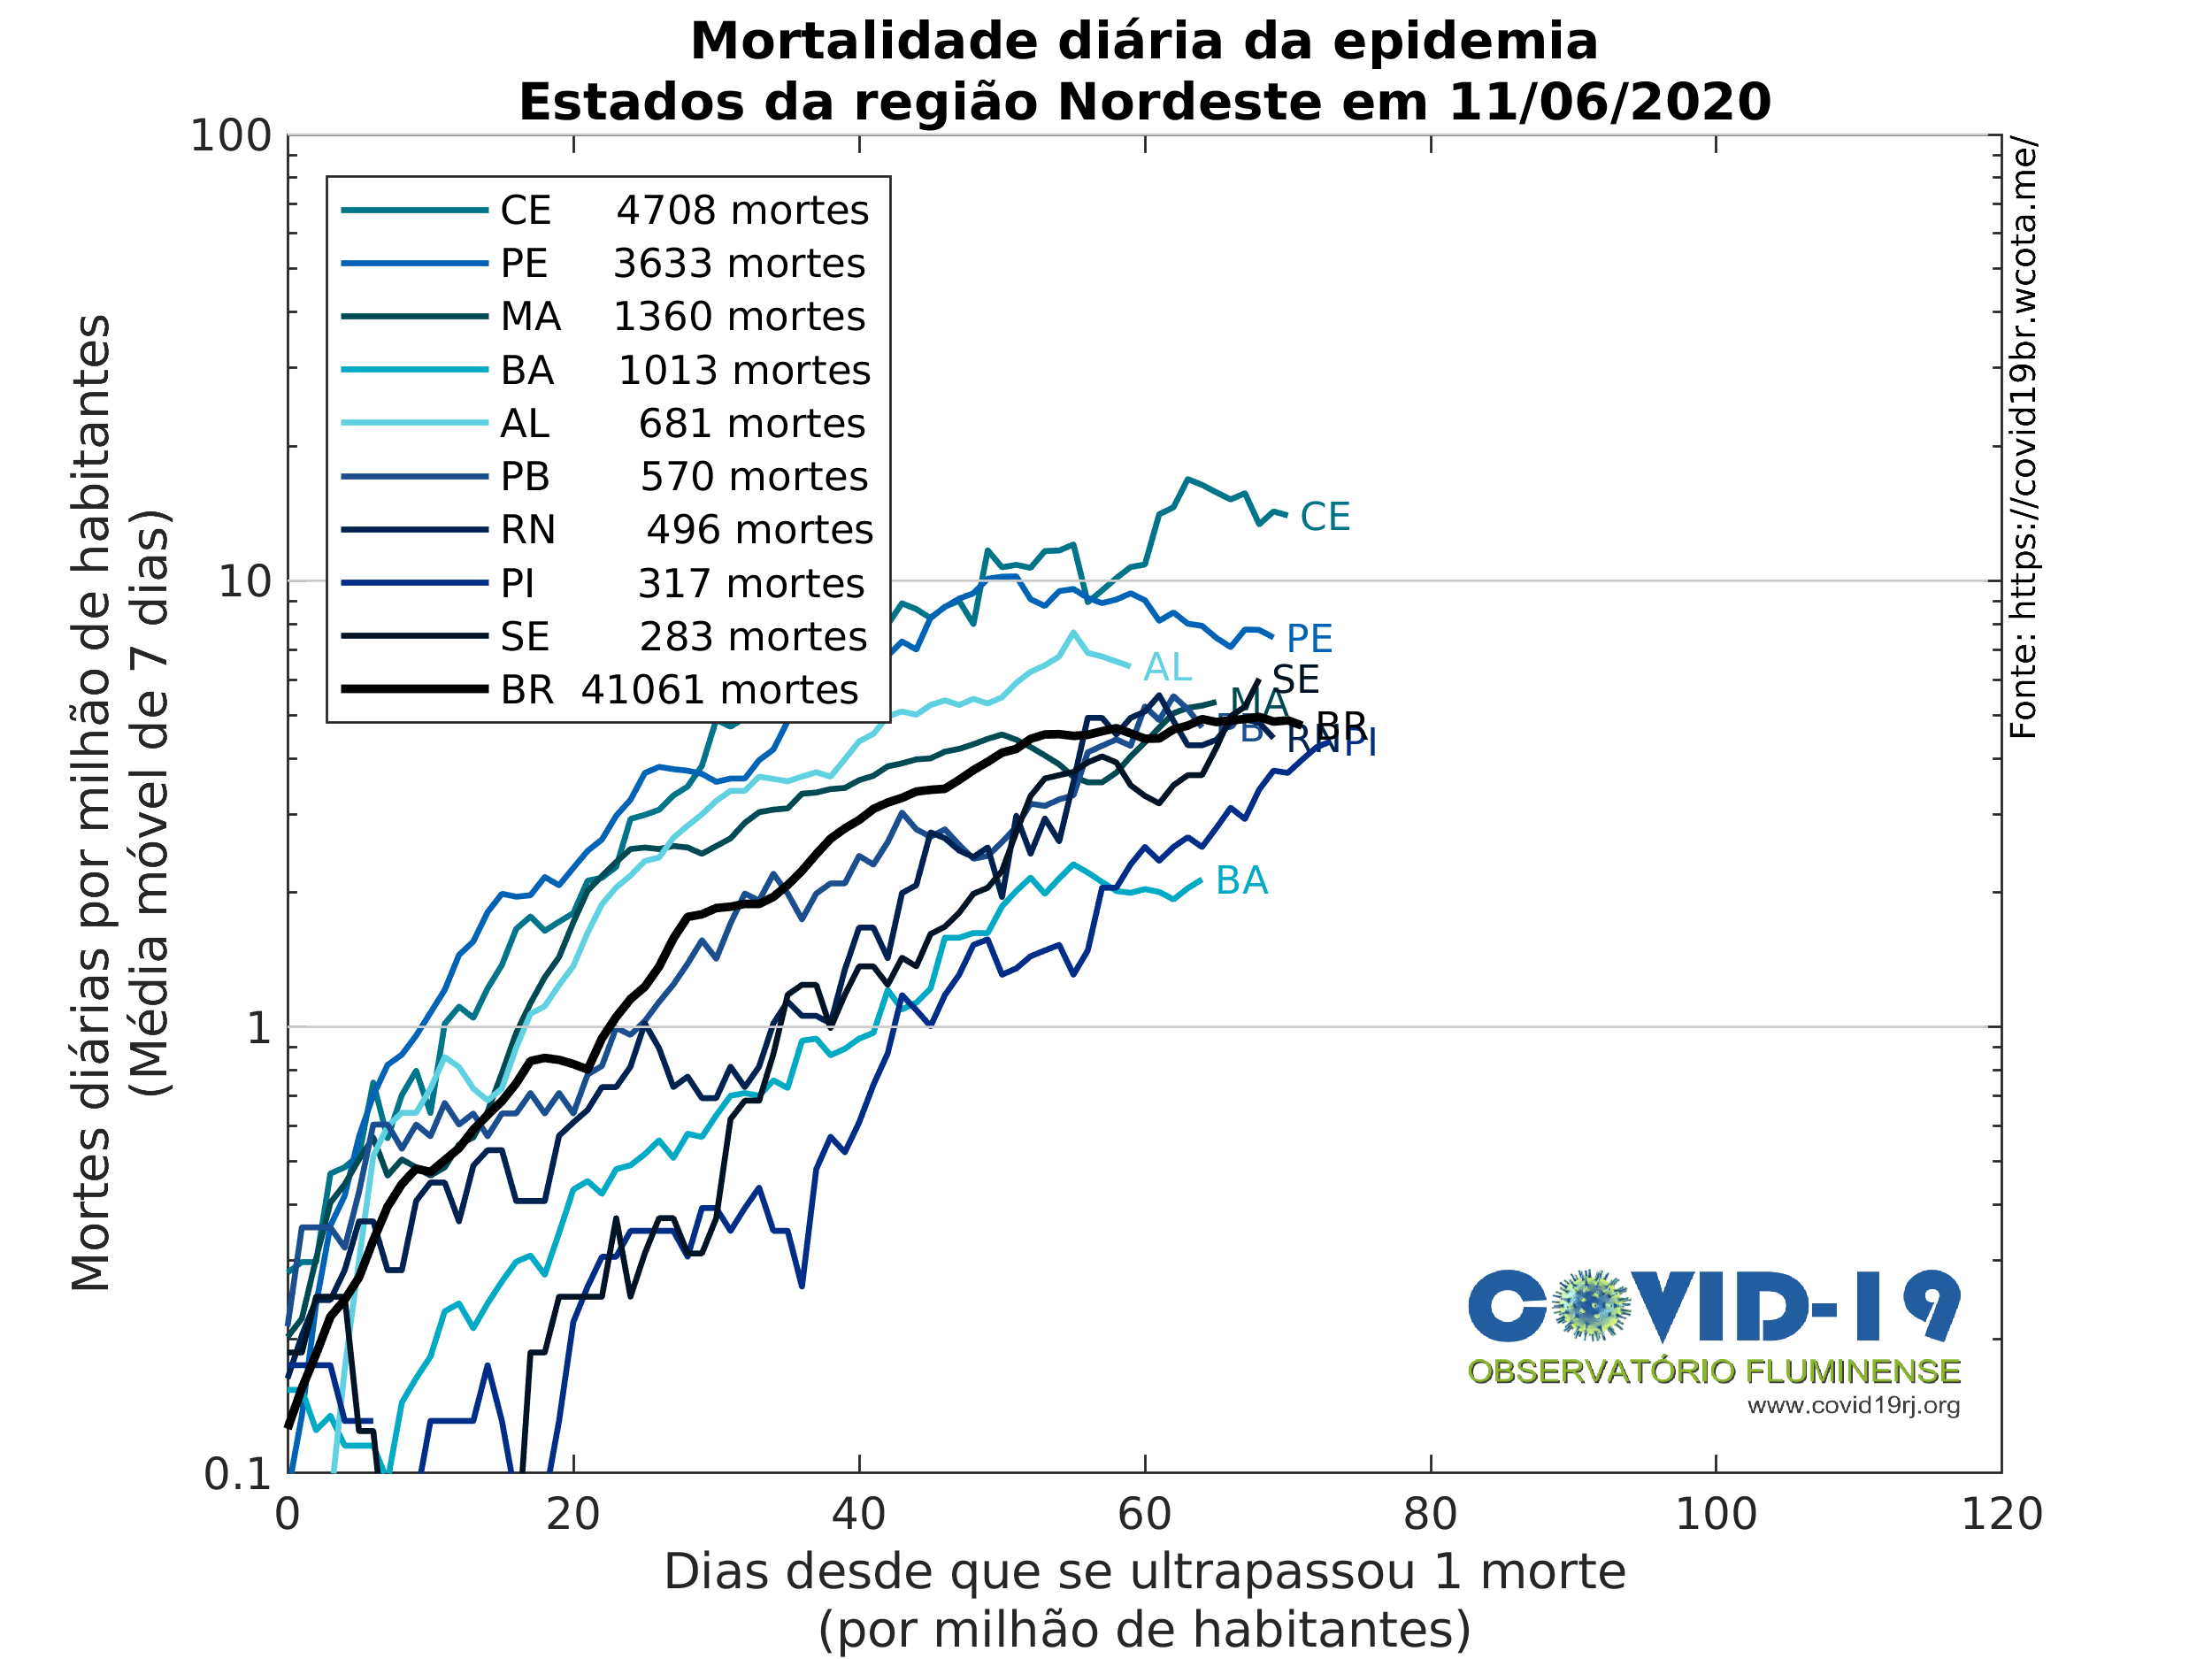 Mortalidade diária da epidemia
Estados da região Nordeste em 11/06/2020
Mortes diárias por milhão de habitantes
(Média móvel de 7 dias)
100
10
1
0.1
CE 4708 mortes
PE 3633 mortes
MA 1360 mortes
BA 1013 mortes
AL 681 mortes
PB 570 mortes
RN 496 mortes
PI 317 mortes
SE 283 mortes
BR 41061 mortes
CE
PE
AL
SE
MA
BR
PB
RN
PI
BA
Fonte: https://covid19br.wcota.me/
COVID-19
OBSERVATÓRIO FLUMINENSE
www.covid19rj.org
0 20 40 60 80 100 120
Dias desde que se ultrapassou 1 morte
(por milhão de habitantes)